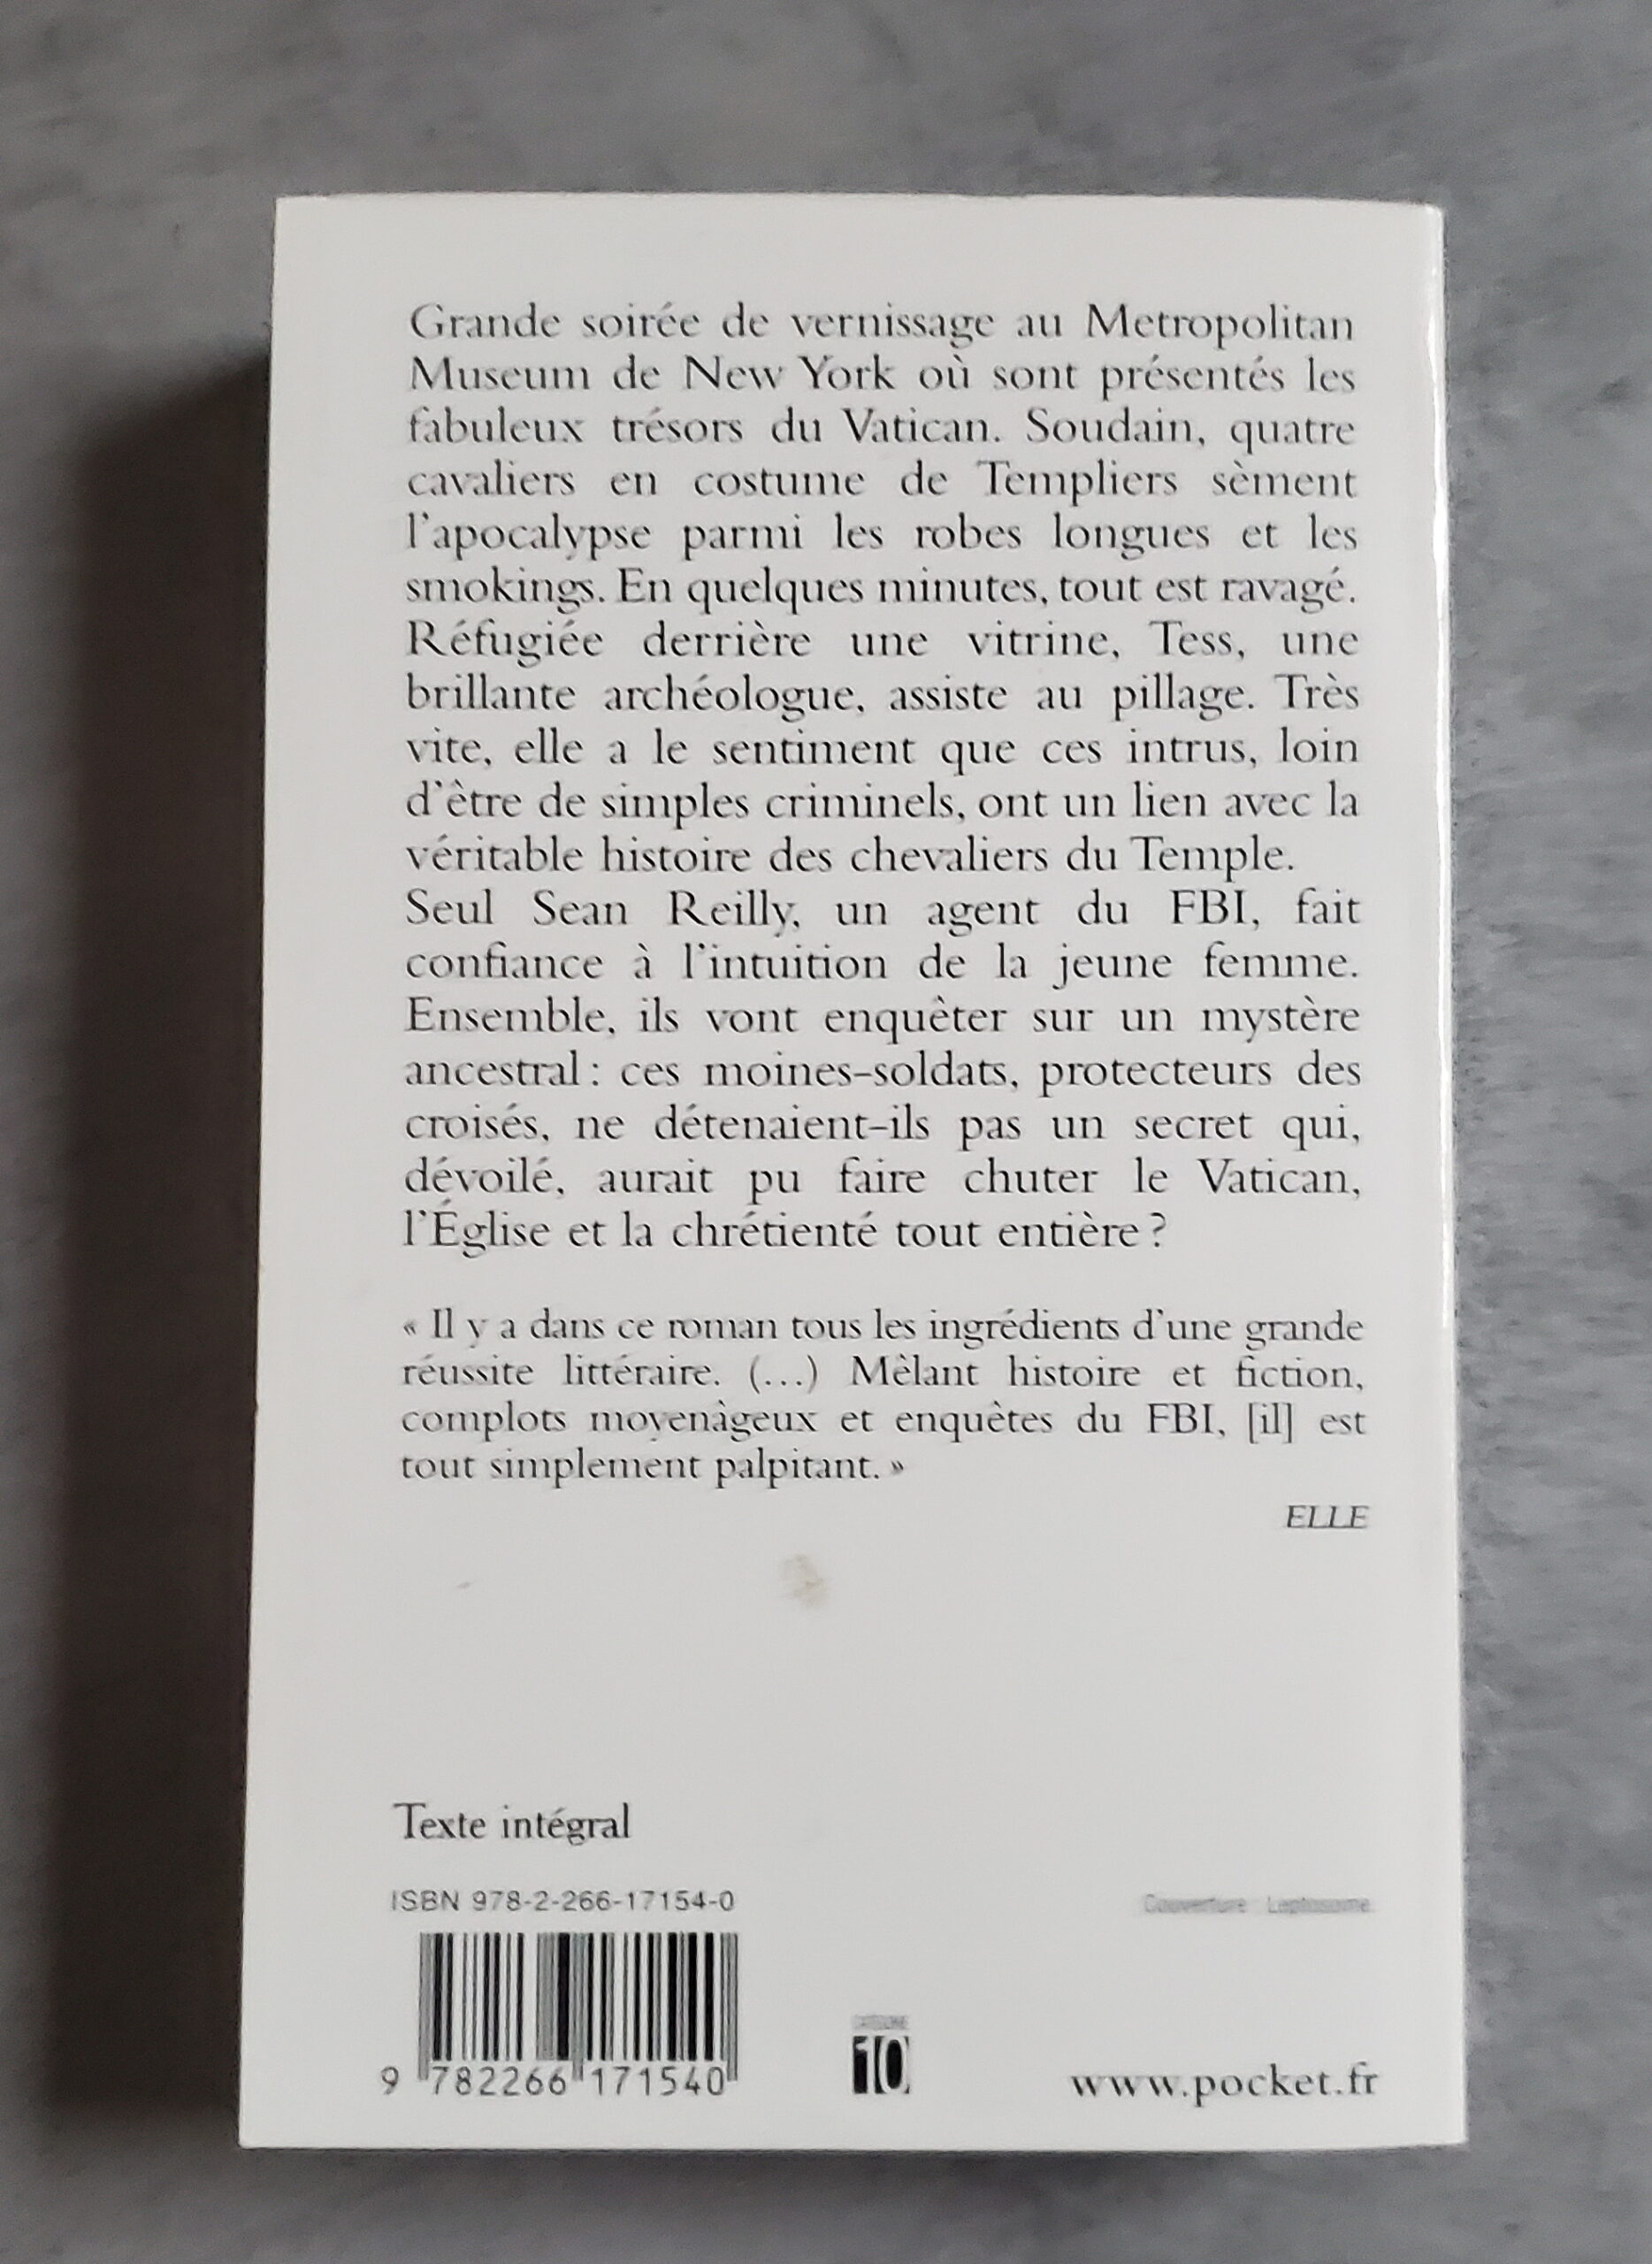 Grande soirée de vernissage au Metropolitan
Museum de New York où sont présentés les
fabuleux trésors du Vatican. Soudain, quatre
cavaliers en costume de Templiers sèment
l'apocalypse parmi les robes longues et les
smokings. En quelques minutes, tout est ravagé.
Réfugiée derrière une vitrine, Tess, une
brillante archéologue, assiste au pillage. Très
vite, elle a le sentiment que ces intrus, loin
d'être de simples criminels, ont un lien avec la
véritable histoire des chevaliers du Temple.
Seul Sean Reilly, un agent du FBI, fait
confiance à l'intuition de la jeune femme.
Ensemble, ils vont enquêter sur un mystère
ancestral : ces moines-soldats, protecteurs des
croisés, ne détenaient-ils pas un secret qui,
dévoilé, aurait pu faire chuter le Vatican,
l'Église et la chrétienté tout entière ?
« Il y a dans ce roman tous les ingrédients d'une grande
réussite littéraire. (...) Mêlant histoire et fiction,
complots moyenâgeux et enquêtes du FBI, [il] est
tout simplement palpitant. »
ELLE
Texte intégral
ISBN 978-2-266-17154-0
Couverture : Leptosome
9 782266 171540
10
www.pocket.fr